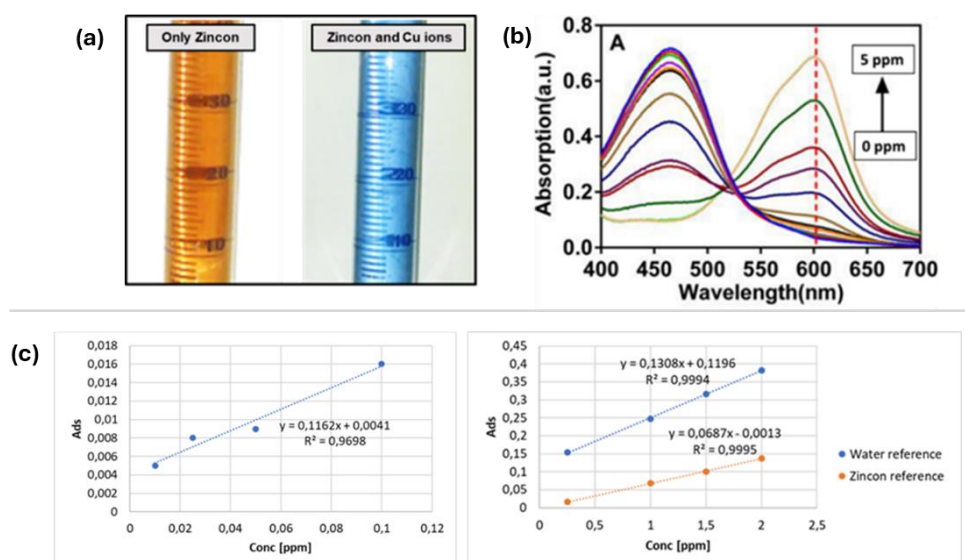 (a)
Only Zincon
Zincon and Cu ions
30
20
10
30
20
10
(b)
A
Absorption(a.u.)
0.8
0.6
0.4
0.2
0.0
5 ppm
0 ppm
400 450 500 550 600 650 700
Wavelength(nm)
(c)
Ads
0,018
0,016
0,014
0,012
0,01
0,008
0,006
0,004
0,002
0
y = 0,1162x + 0,0041
R² = 0,9698
0 0,02 0,04 0,06 0,08 0,1 0,12
Conc [ppm]
Ads
0,45
0,4
0,35
0,3
0,25
0,2
0,15
0,1
0,05
0
y = 0,1308x + 0,1196
R² = 0,9994
y = 0,0687x - 0,0013
R² = 0,9995
0 0,5 1 1,5 2 2,5
Conc [ppm]
Water reference
Zincon reference